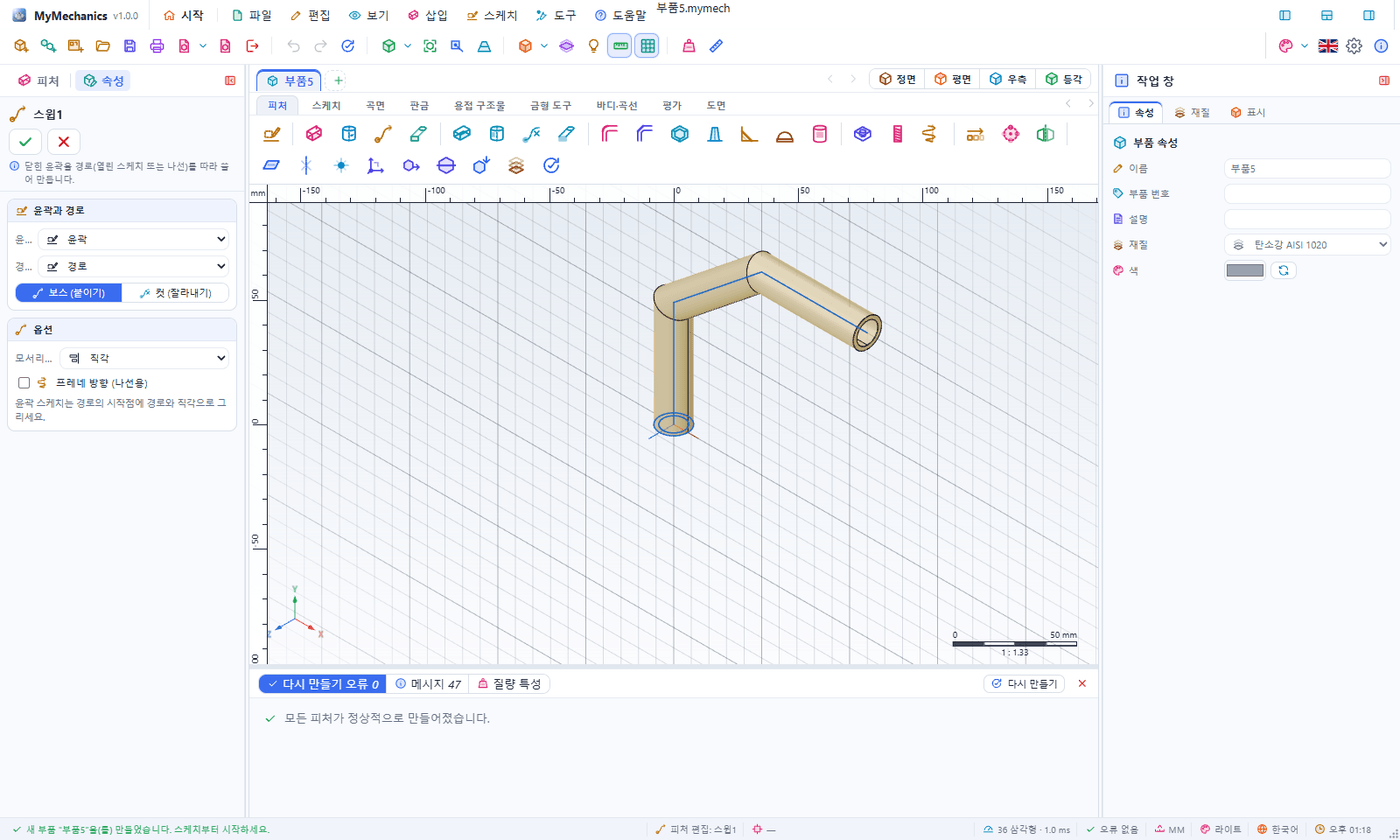 MyMechanics v1.0.0 시작 파일 편집 보기 삽입 스케치 도구 도움말 부품5.mymech
피처 속성
스윕1
닫힌 윤곽을 경로(열린 스케치 또는 나선)를 따라 쓸
어 만듭니다.
윤곽과 경로
윤... 윤곽
경... 경로
보스 (붙이기) 컷 (잘라내기)
옵션
모서리... 직각
프레네 방향 (나선용)
윤곽 스케치는 경로의 시작점에 경로와 직각으로 그
리세요.
부품5 + 정면 평면 우측 등각
피처 스케치 곡면 판금 용접 구조물 금형 도구 바디·곡선 평가 도면
mm -150 -100 -50 0 50 100 150
50
0
-50
00
Y
Z X
0 50 mm
1 : 1.33
다시 만들기 오류 0 메시지 47 질량 특성 다시 만들기
모든 피처가 정상적으로 만들어졌습니다.
작업 창
속성 재질 표시
부품 속성
이름 부품5
부품 번호
설명
재질 탄소강 AISI 1020
색
새 부품 "부품5"을(를) 만들었습니다. 스케치부터 시작하세요. 피처 편집: 스윕1 — 36 삼각형 · 1.0 ms 오류 없음 MM 라이트 한국어 오후 01:18